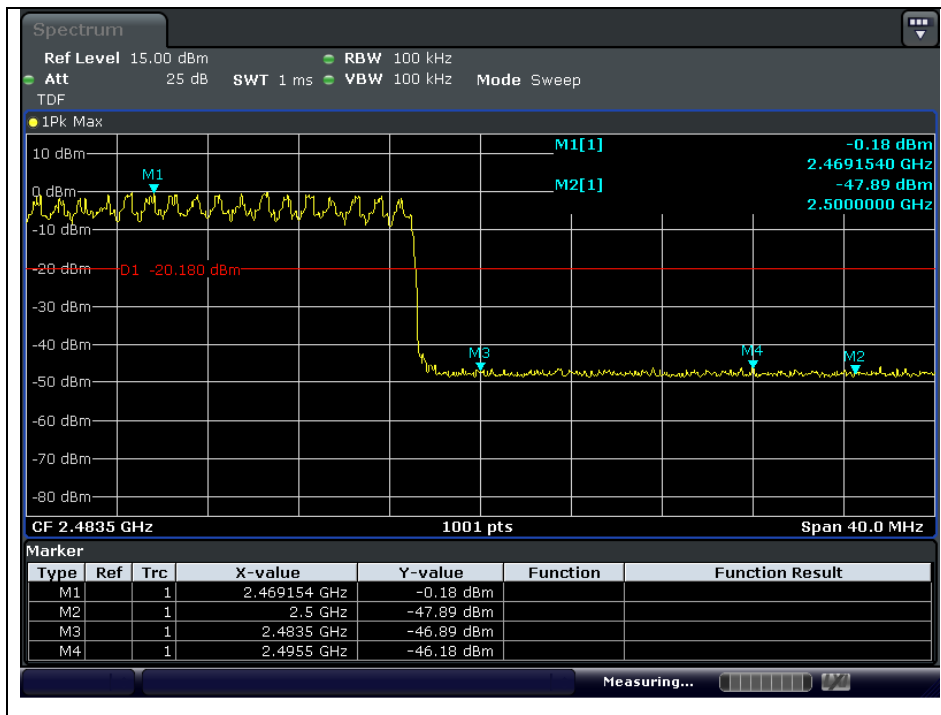 Spectrum
Ref Level 15.00 dBm RBW 100 kHz
Att 25 dB SWT 1 ms VBW 100 kHz Mode Sweep
TDF
1Pk Max
M1[1] -0.18 dBm
2.4691540 GHz
M2[1] -47.89 dBm
2.5000000 GHz
10 dBm
M1
0 dBm
-10 dBm
-20 dBm
D1 -20.180 dBm
-30 dBm
-40 dBm
M3
M4
M2
-50 dBm
-60 dBm
-70 dBm
-80 dBm
CF 2.4835 GHz 1001 pts Span 40.0 MHz
Marker
Type Ref Trc X-value Y-value Function Function Result
M1 1 2.469154 GHz -0.18 dBm
M2 1 2.5 GHz -47.89 dBm
M3 1 2.4835 GHz -46.89 dBm
M4 1 2.4955 GHz -46.18 dBm
Measuring...